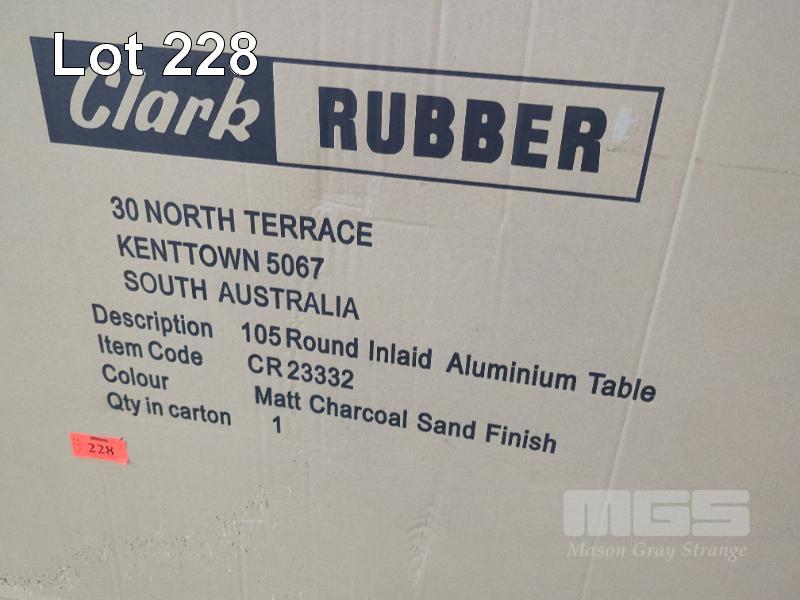 Lot 228
Clark RUBBER
30 NORTH TERRACE
KENTTOWN 5067
SOUTH AUSTRALIA
Description 105 Round Inlaid Aluminium Table
Item Code CR 23332
Colour Matt Charcoal Sand Finish
Qty in carton 1
228
MGS
Mason Gray Strange